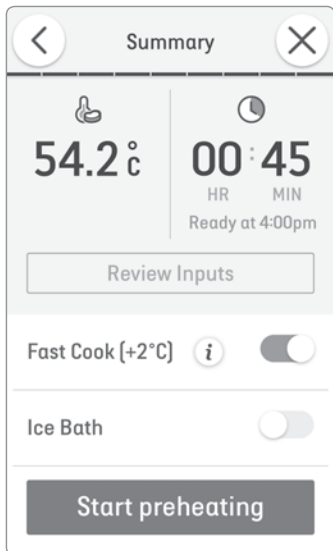 Summary
54.2 °C
00:45
HR MIN
Ready at 4:00pm
Review Inputs
Fast Cook (+2°C) i
Ice Bath
Start preheating